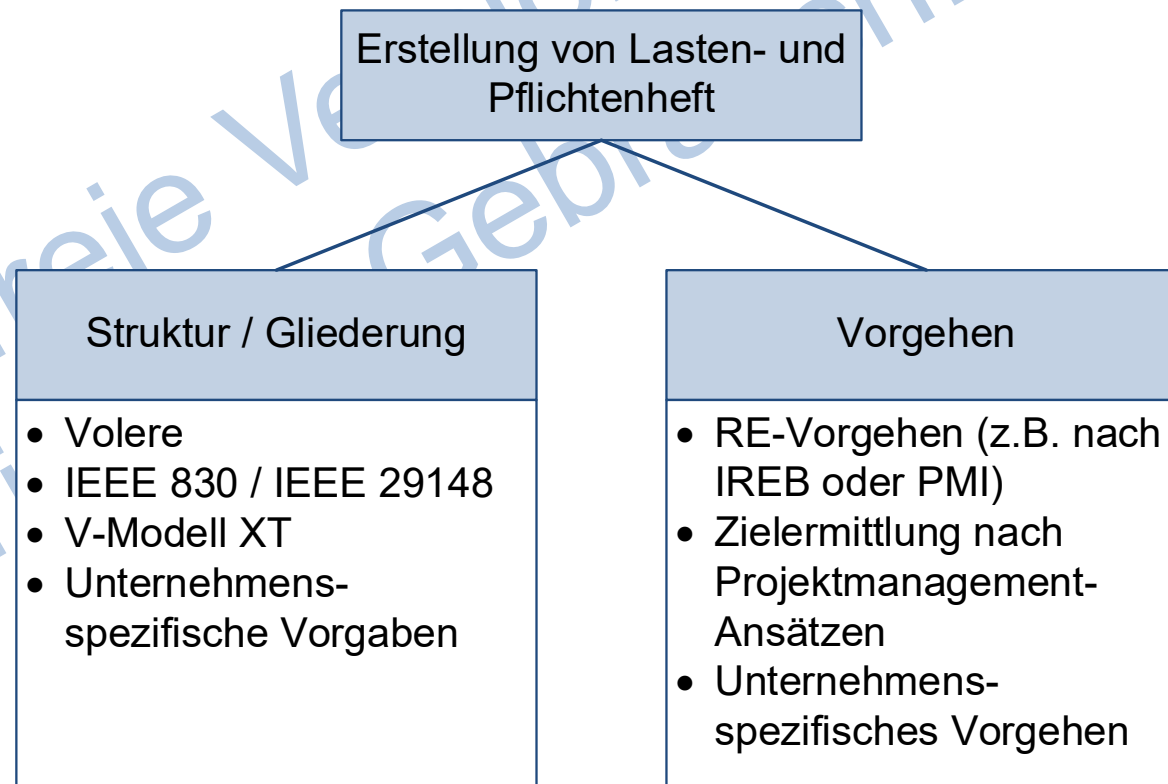 Erstellung von Lasten- und
Pflichtenheft
Struktur / Gliederung
• Volere
• IEEE 830 / IEEE 29148
• V-Modell XT
• Unternehmens-
spezifische Vorgaben
Vorgehen
• RE-Vorgehen (z.B. nach
IREB oder PMI)
• Zielermittlung nach
Projektmanagement-
Ansätzen
• Unternehmens-
spezifisches Vorgehen